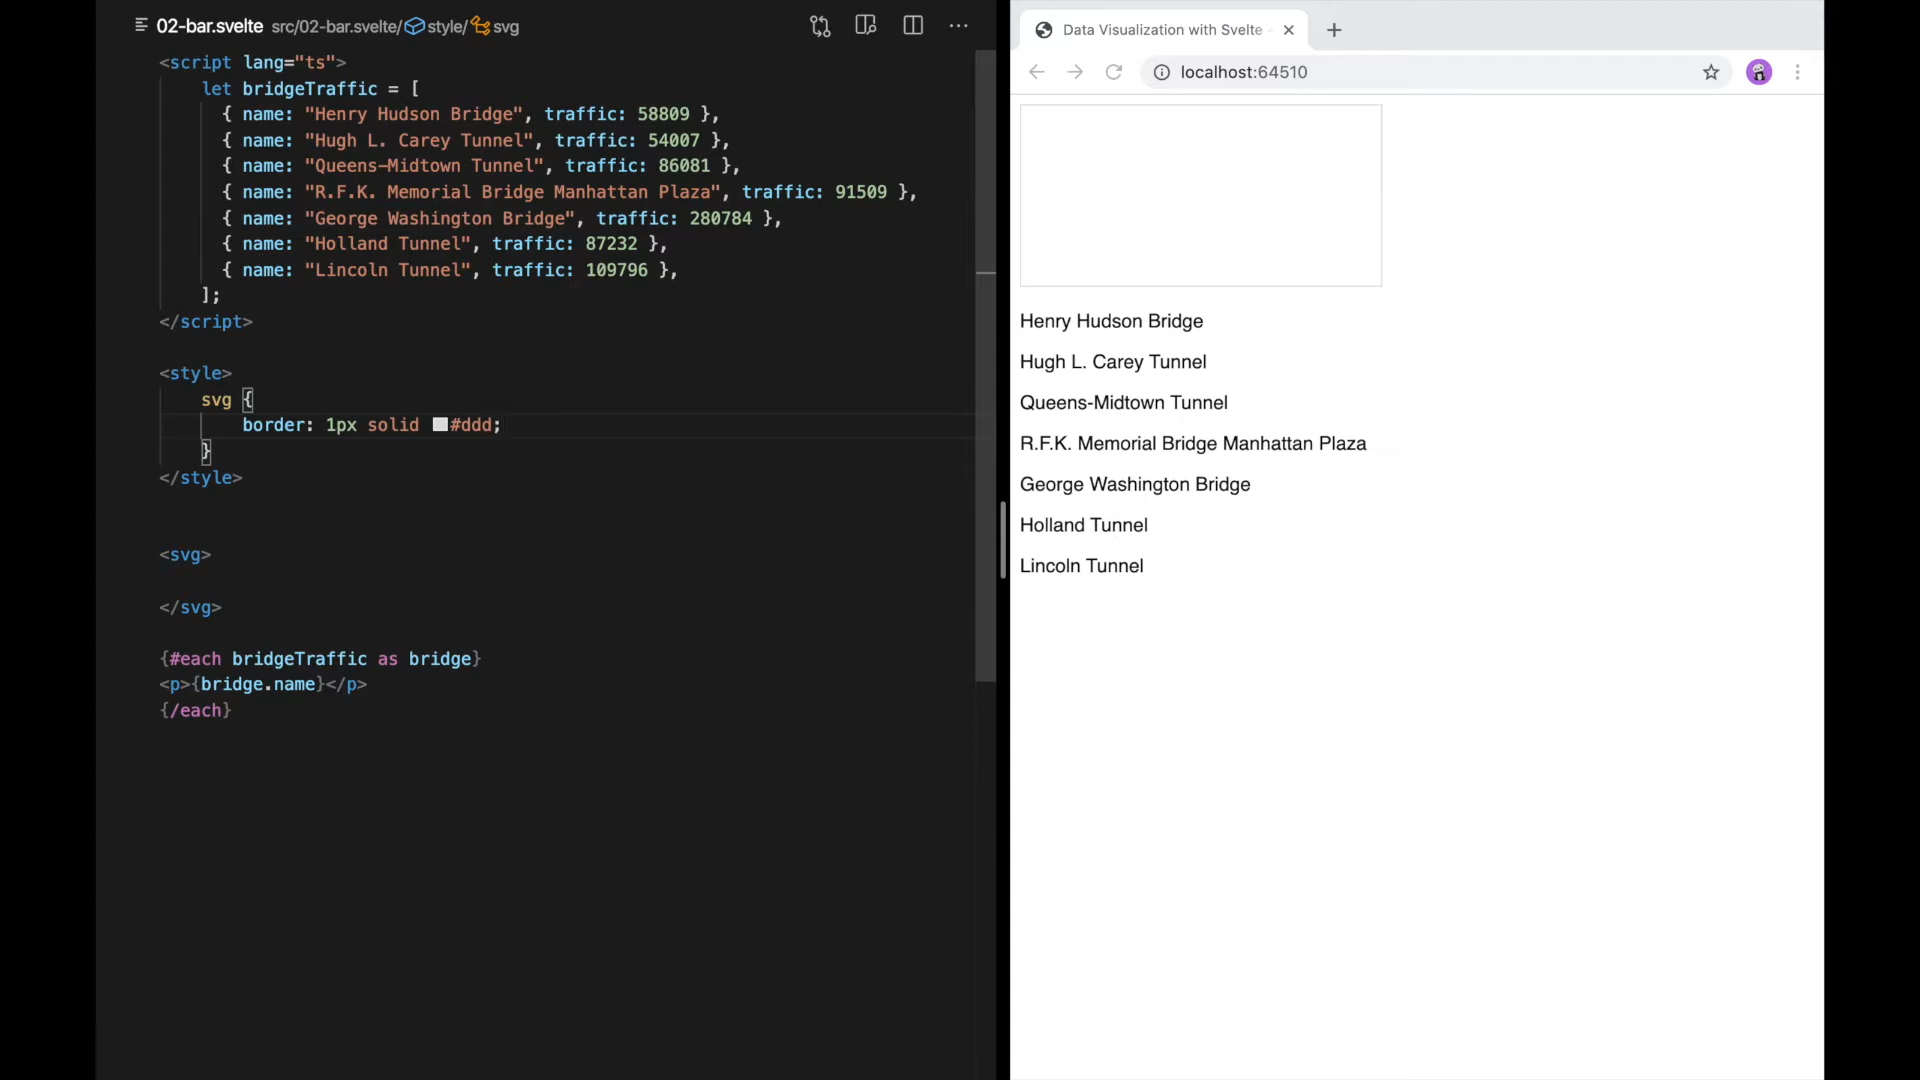 02-bar.svelte src/02-bar.svelte/ style/ svg
<script lang="ts">
let bridgeTraffic = [
{ name: "Henry Hudson Bridge", traffic: 58809 },
{ name: "Hugh L. Carey Tunnel", traffic: 54007 },
{ name: "Queens-Midtown Tunnel", traffic: 86081 },
{ name: "R.F.K. Memorial Bridge Manhattan Plaza", traffic: 91509 },
{ name: "George Washington Bridge", traffic: 280784 },
{ name: "Holland Tunnel", traffic: 87232 },
{ name: "Lincoln Tunnel", traffic: 109796 },
];
</script>
<style>
svg {
border: 1px solid #ddd;
}
</style>
<svg>
</svg>
{#each bridgeTraffic as bridge}
<p>{bridge.name}</p>
{/each}
Data Visualization with Svelte
localhost:64510
Henry Hudson Bridge
Hugh L. Carey Tunnel
Queens-Midtown Tunnel
R.F.K. Memorial Bridge Manhattan Plaza
George Washington Bridge
Holland Tunnel
Lincoln Tunnel